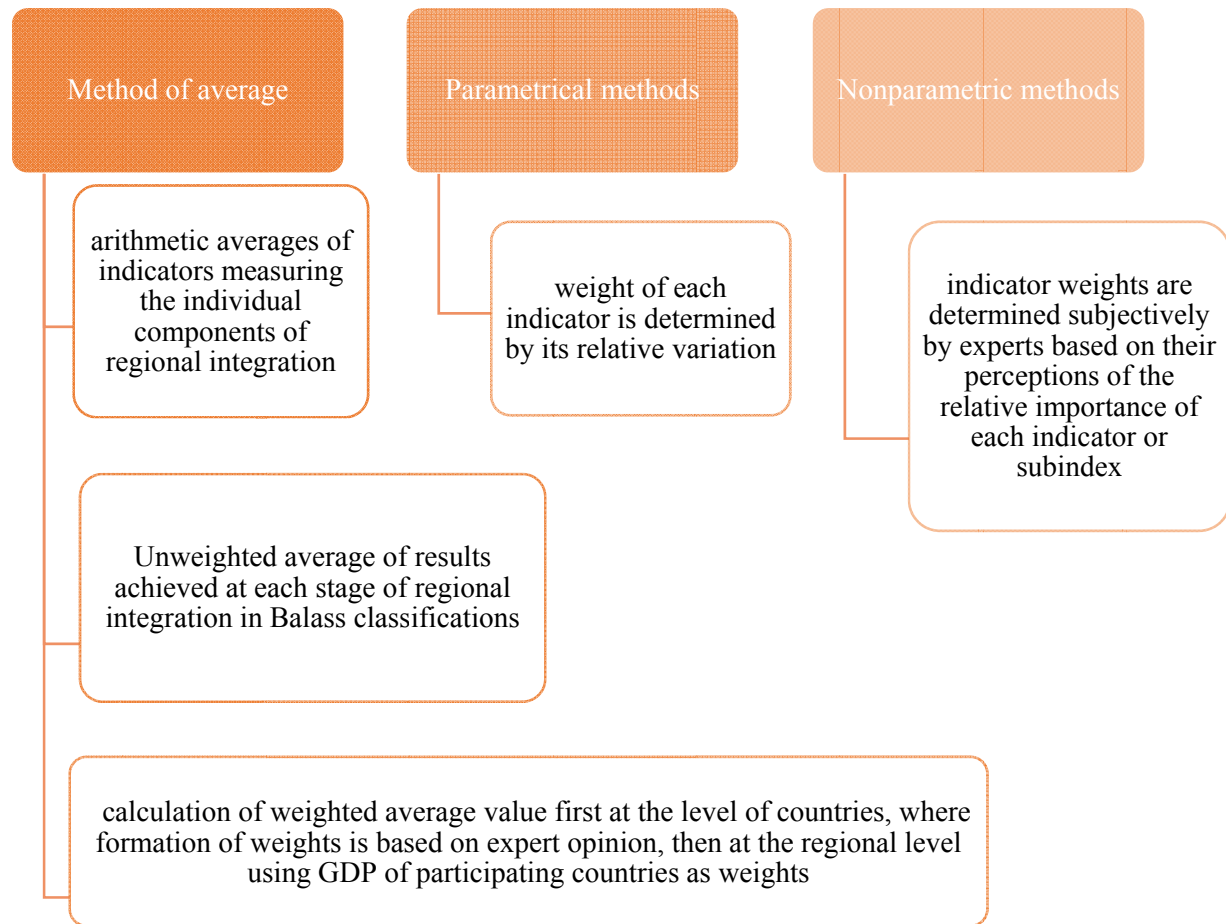 Method of average
arithmetic averages of
indicators measuring
the individual
components of
regional integration
Unweighted average of results
achieved at each stage of regional
integration in Balass classifications
calculation of weighted average value first at the level of countries, where
formation of weights is based on expert opinion, then at the regional level
using GDP of participating countries as weights
Parametrical methods
weight of each
indicator is determined
by its relative variation
Nonparametric methods
indicator weights are
determined subjectively
by experts based on their
perceptions of the
relative importance of
each indicator or
subindex